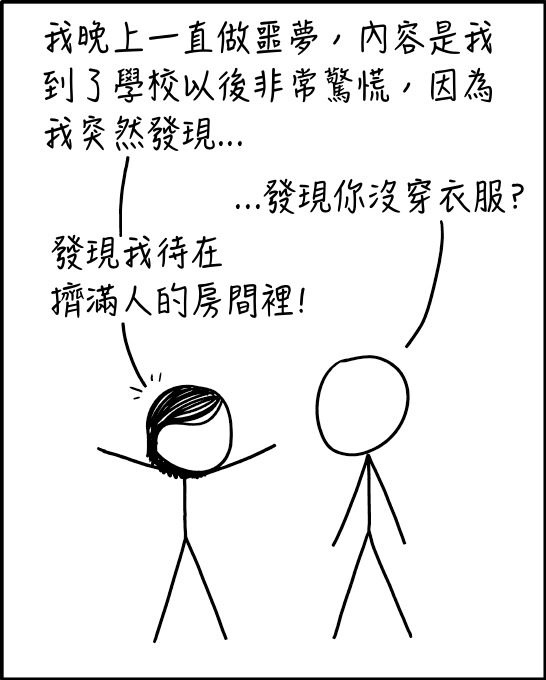 我晚上一直做噩夢，內容是我
到了學校以後非常驚慌，因為
我突然發現...
...發現你沒穿衣服?
發現我待在
擠滿人的房間裡!